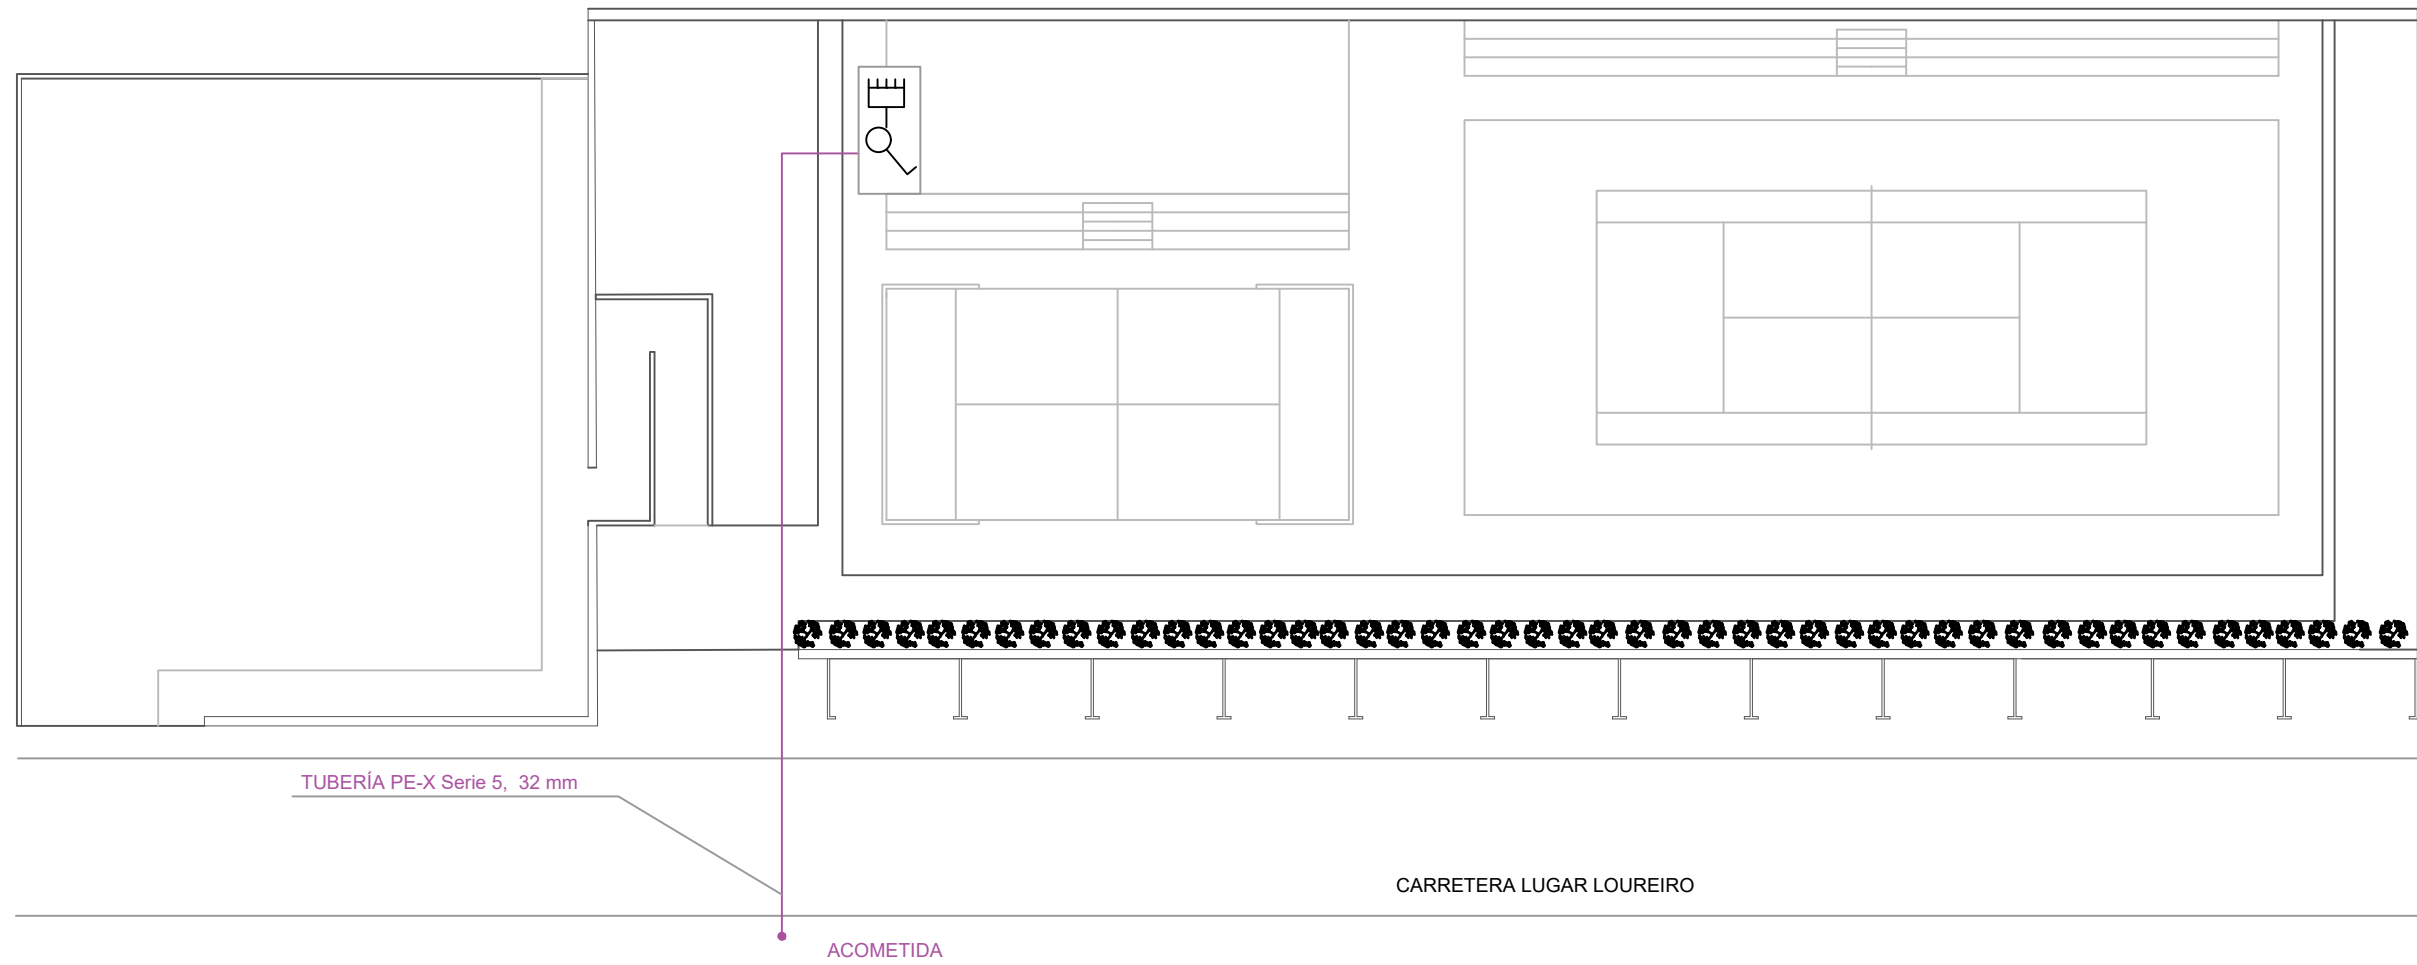 TUBERÍA PE-X Serie 5,  32 mm
CARRETERA LUGAR LOUREIRO
ACOMETIDA